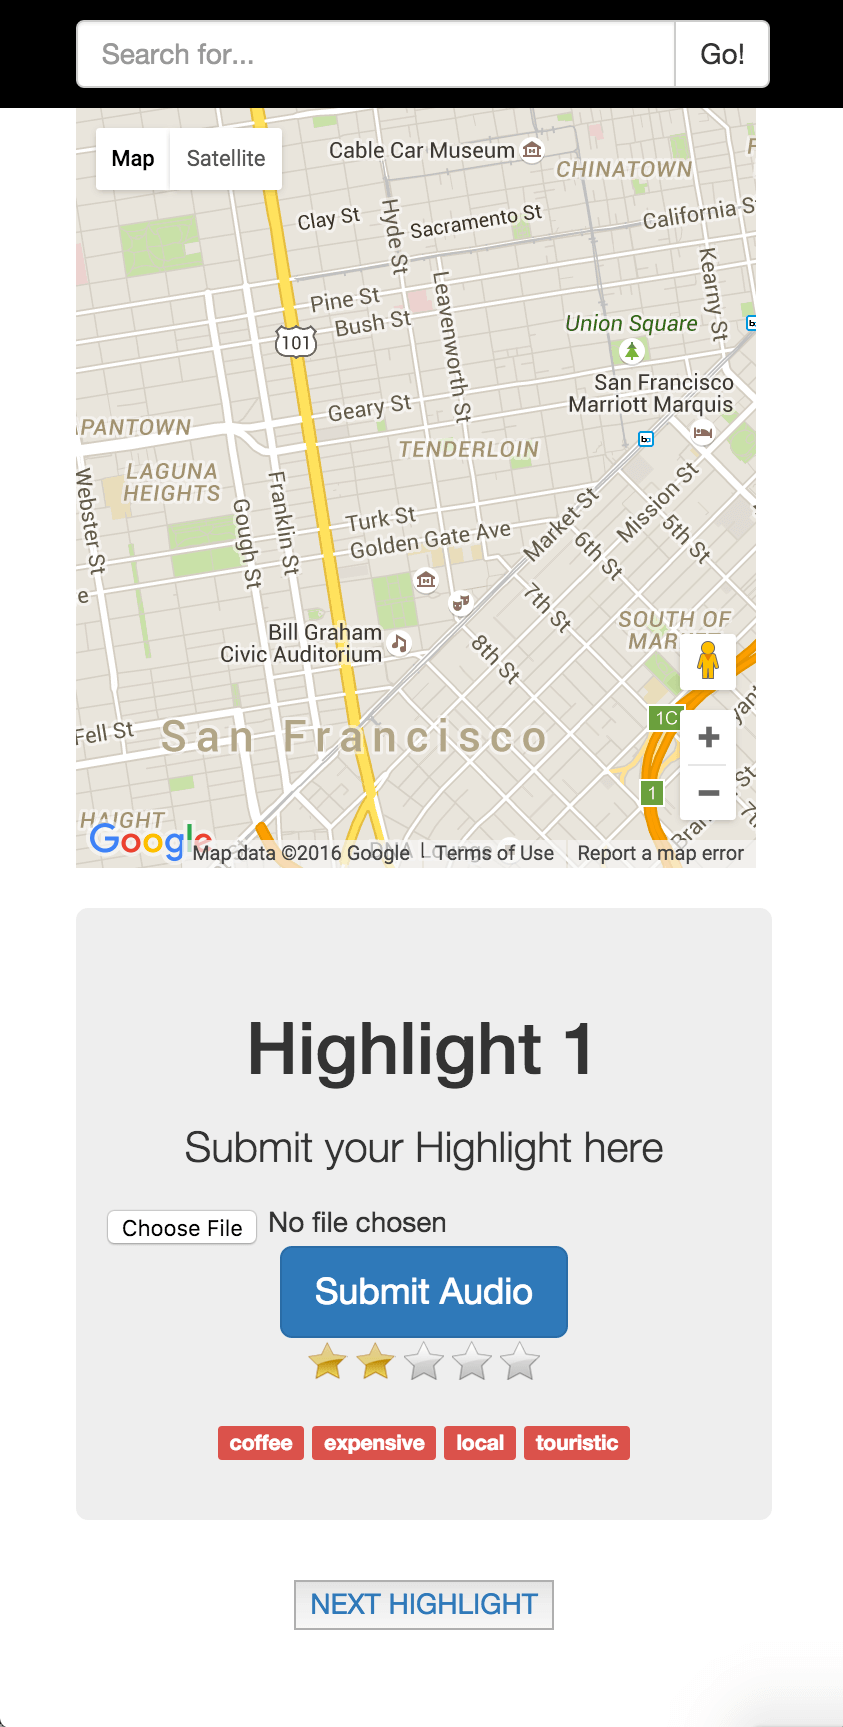 Search for...
Go!
Map
Satellite
Cable Car Museum
CHINATOWN
Clay St
Hyde St
Sacramento St
California S
Kearny St
Pine St
Bush St
Leavenworth St
Union Square
101
San Francisco
Marriott Marquis
Geary St
APANTOWN
TENDERLOIN
LAGUNA
HEIGHTS
Webster St
Gough St
Franklin St
Turk St
Golden Gate Ave
Market St
Mission St
5th St
6th St
7th St
8th St
e
SOUTH OF
Bill Graham
Civic Auditorium
1C
Fell St
San Francisco
1
HAIGHT
Google
Map data ©2016 Google
DNA Lounge
Terms of Use
Report a map error
Highlight 1
Submit your Highlight here
Choose File
No file chosen
Submit Audio
coffee
expensive
local
touristic
NEXT HIGHLIGHT